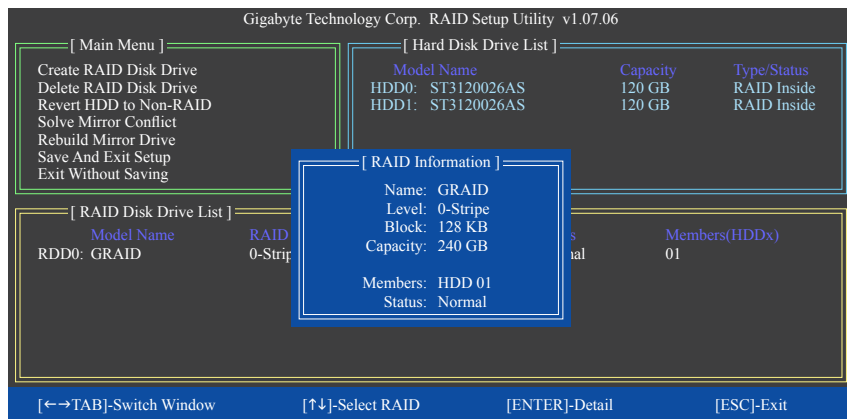 Gigabyte Technology Corp. RAID Setup Utility v1.07.06
[ Main Menu ]
Create RAID Disk Drive
Delete RAID Disk Drive
Revert HDD to Non-RAID
Solve Mirror Conflict
Rebuild Mirror Drive
Save And Exit Setup
Exit Without Saving
[ Hard Disk Drive List ]
Model Name Capacity Type/Status
HDD0: ST3120026AS 120 GB RAID Inside
HDD1: ST3120026AS 120 GB RAID Inside
[ RAID Information ]
Name: GRAID
Level: 0-Stripe
Block: 128 KB
Capacity: 240 GB
Members: HDD 01
Status: Normal
[ RAID Disk Drive List ]
Model Name RAID Members(HDDx)
RDD0: GRAID 01
[←→TAB]-Switch Window [↑↓]-Select RAID [ENTER]-Detail [ESC]-Exit